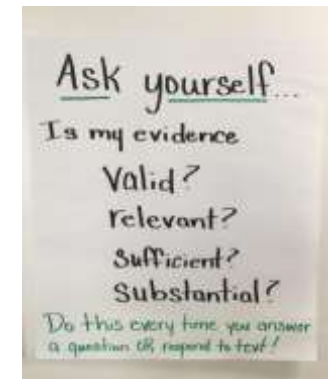 Ask yourself...
Is my evidence
Valid?
relevant?
Sufficient?
Substantial?
Do this every time you answer
a question OR respond to text!